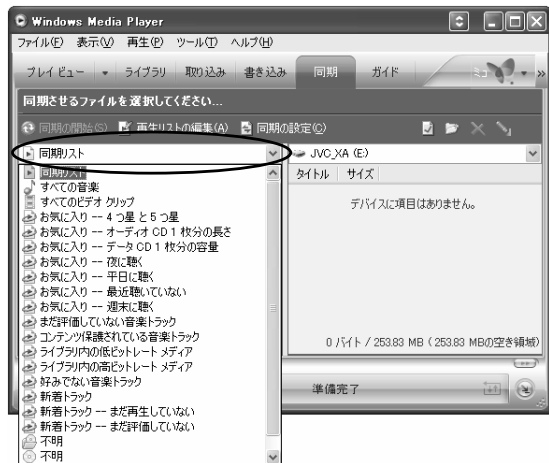 Windows Media Player
ファイル(F) 表示(V) 再生(P) ツール(T) ヘルプ(H)
プレイ ビュー ライブラリ 取り込み 書き込み 同期 ガイド ミュ »
同期させるファイルを選択してください...
同期の開始(S) 再生リストの編集(A) 同期の設定(C)
同期リスト JVC_XA (E:)
同期リスト タイトル サイズ
すべての音楽
すべてのビデオ クリップ
デバイスに項目はありません。
お気に入り -- 4 つ星 と 5 つ星
お気に入り -- オーディオ CD 1 枚分の長さ
お気に入り -- データ CD 1 枚分の容量
お気に入り -- 夜に聴く
お気に入り -- 平日に聴く
お気に入り -- 最近聴いていない
お気に入り -- 週末に聴く
まだ評価していない音楽トラック
コンテンツ保護されている音楽トラック
0 バイト / 253.83 MB ( 253.83 MBの空き領域)
ライブラリ内の低ビットレート メディア
ライブラリ内の高ビットレート メディア
好みでない音楽トラック
準備完了
新着トラック
新着トラック -- まだ再生していない
新着トラック -- まだ評価していない
不明
不明